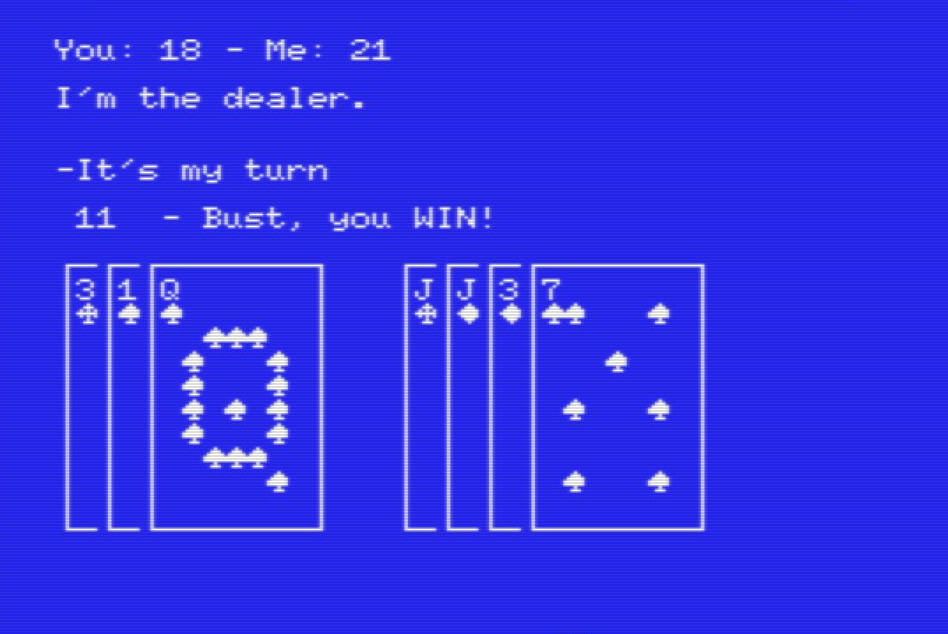 You: 18 - Me: 21
I´m the dealer.
-It´s my turn
11 - Bust, you WIN!
3 1 Q J J 3 7